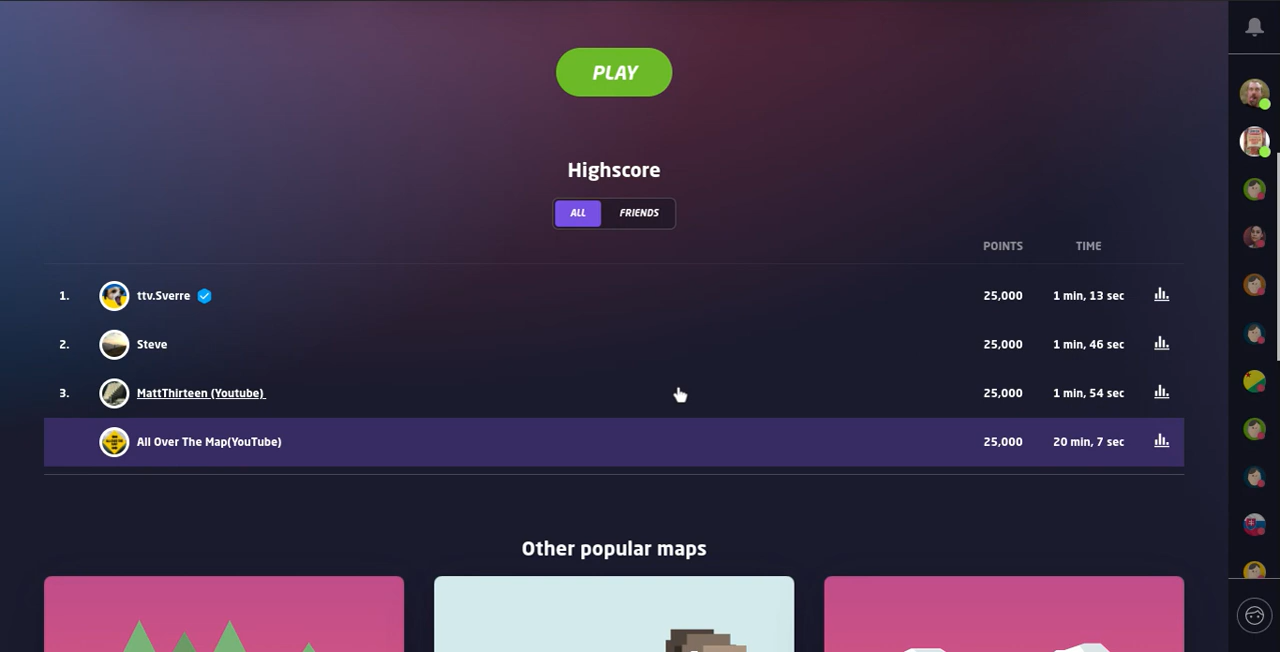 PLAY
Highscore
ALL FRIENDS
POINTS TIME
1. ttv.Sverre 25,000 1 min, 13 sec
2. Steve 25,000 1 min, 46 sec
3. MattThirteen (Youtube) 25,000 1 min, 54 sec
All Over The Map(YouTube) 25,000 20 min, 7 sec
Other popular maps